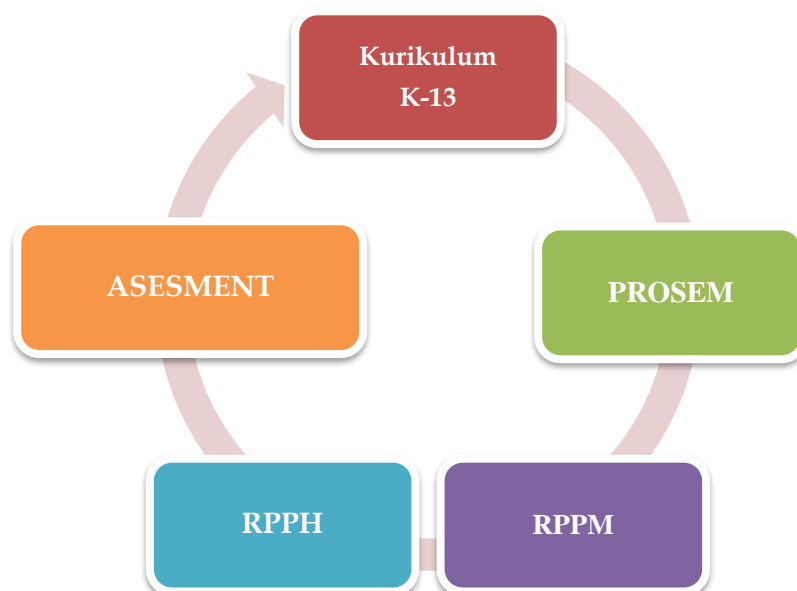 Kurikulum
K-13
PROSEM
RPPM
RPPH
ASESMENT